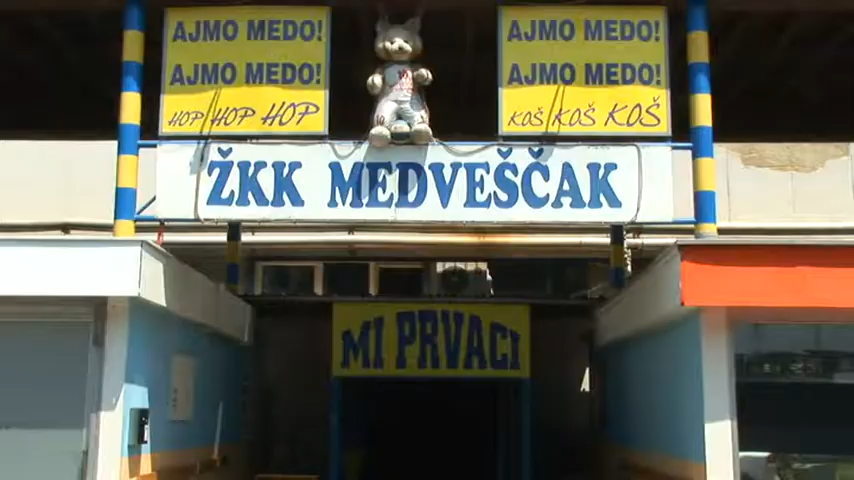 AJMO MEDO!
AJMO MEDO!
HOP HOP HOP
AJMO MEDO!
AJMO MEDO!
KOŠ KOŠ KOŠ
ŽKK MEDVEŠČAK
MI PRVACI